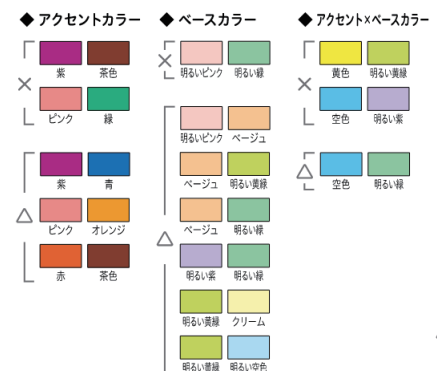 ◆ アクセントカラー
× 紫 茶色
ピンク 緑
△ 紫 青
ピンク オレンジ
赤 茶色
◆ ベースカラー
× 明るいピンク 明るい緑
△ 明るいピンク ベージュ
ベージュ 明るい黄緑
ベージュ 明るい緑
明るい紫 明るい緑
明るい黄緑 クリーム
明るい黄緑 明るい空色
◆ アクセント×ベースカラー
× 黄色 明るい黄緑
空色 明るい紫
△ 空色 明るい緑